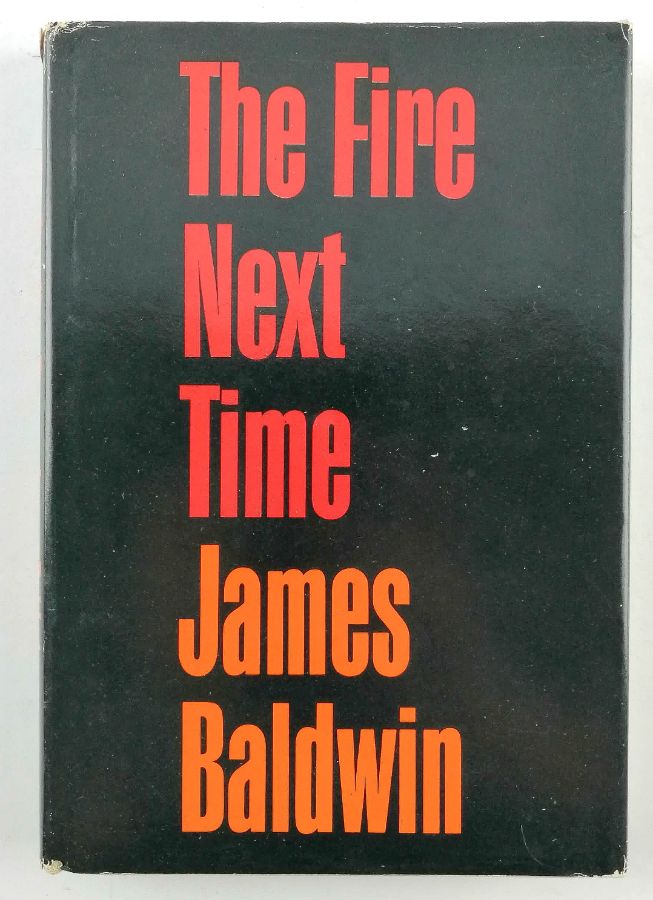 The Fire
Next
Time
James
Baldwin